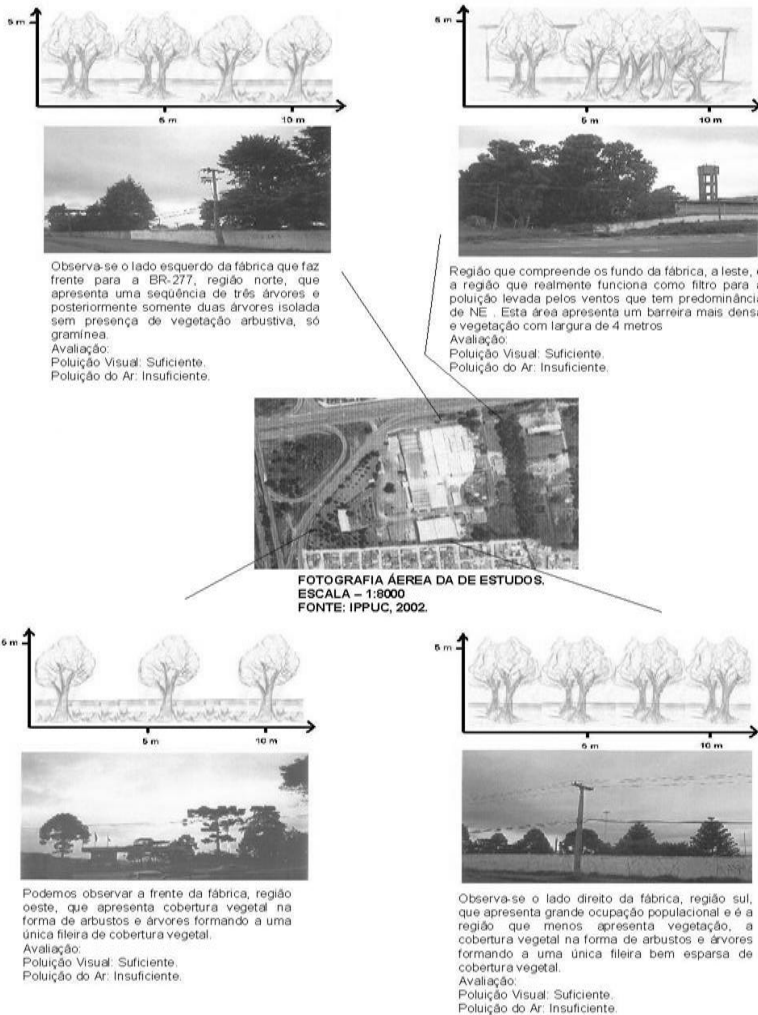 5 m
5 m
10 m
Observa-se o lado esquerdo da fábrica que faz
frente para a BR-277, região norte, que
apresenta uma seqüência de três árvores e
posteriormente somente duas árvores isolada
sem presença de vegetação arbustiva, só
gramínea.
Avaliação:
Poluição Visual: Suficiente.
Poluição do Ar: Insuficiente.
5 m
5 m
10 m
Região que compreende os fundo da fábrica, a leste,
a região que realmente funciona como filtro para
poluição levada pelos ventos que tem predominância
de NE . Esta área apresenta um barreira mais densa
e vegetação com largura de 4 metros
Avaliação:
Poluição Visual: Suficiente.
Poluição do Ar: Insuficiente.
FOTOGRAFIA ÁEREA DA DE ESTUDOS.
ESCALA – 1:8000
FONTE: IPPUC, 2002.
5 m
5 m
10 m
Podemos observar a frente da fábrica, região
oeste, que apresenta cobertura vegetal na
forma de arbustos e árvores formando a uma
única fileira de cobertura vegetal.
Avaliação:
Poluição Visual: Suficiente.
Poluição do Ar: Insuficiente.
5 m
5 m
10 m
Observa-se o lado direito da fábrica, região sul,
que apresenta grande ocupação populacional e é a
região que menos apresenta vegetação, a
cobertura vegetal na forma de arbustos e árvores
formando a uma única fileira bem esparsa de
cobertura vegetal.
Avaliação:
Poluição Visual: Suficiente.
Poluição do Ar: Insuficiente.